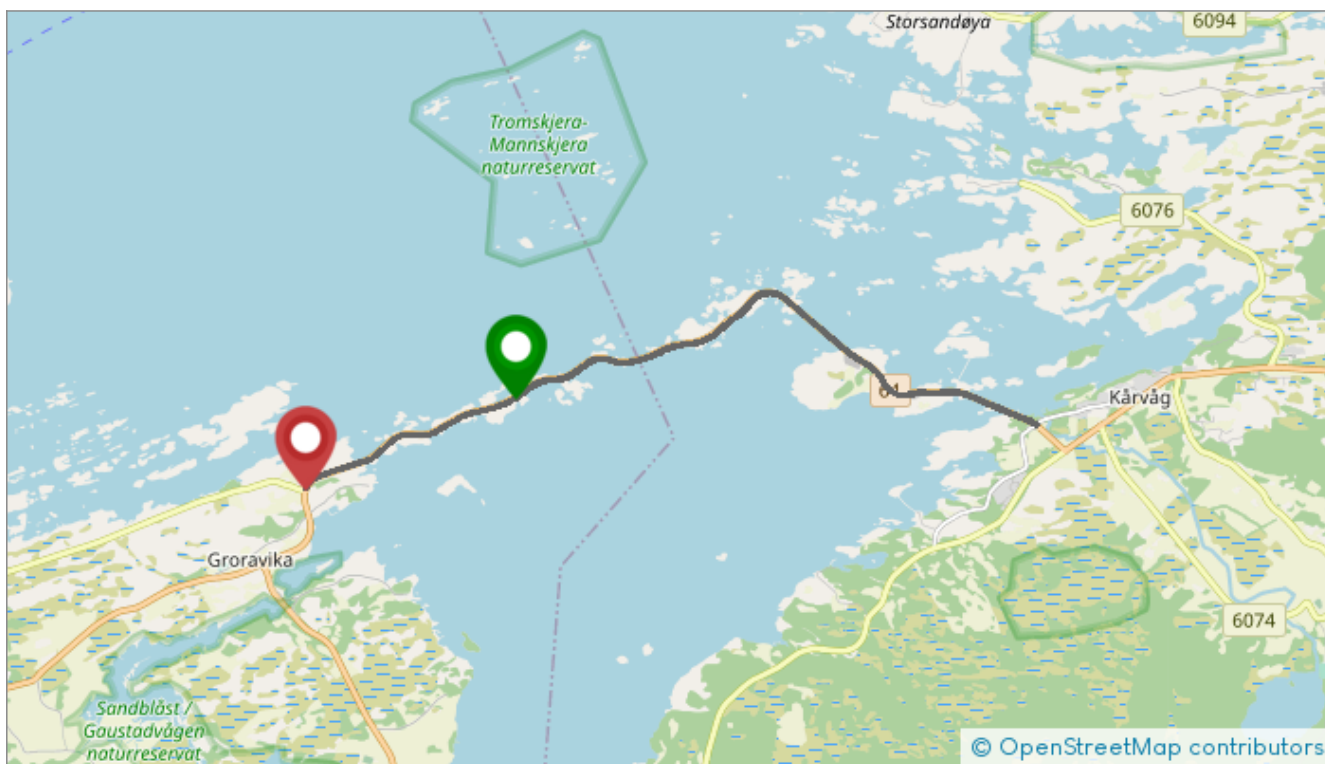 Storsandøya
6094
Tromskjera-
Mannskjera
naturreservat
6076
64
Kårvåg
Groravika
6074
Sandblåst /
Gaustadvågen
naturreservat
© OpenStreetMap contributors